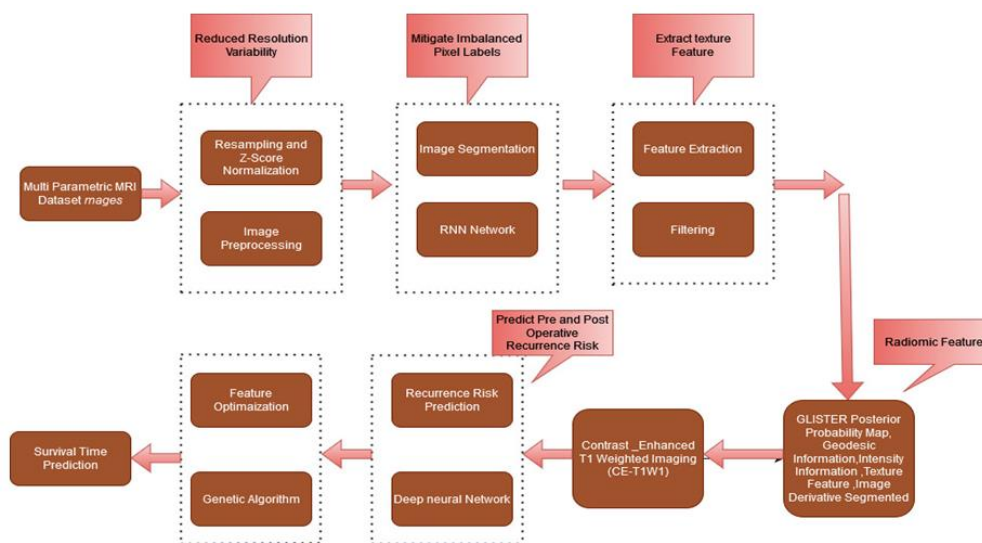 Reduced Resolution
Variability
Mitigate Imbalanced
Pixel Labels
Extract texture
Feature
Multi Parametric MRI
Dataset mages
Resampling and
Z-Score
Normalization
Image
Preprocessing
Image Segmentation
RNN Network
Feature Extraction
Filtering
Radiomic Feature
GLISTER Posterior
Probability Map,
Geodesic
Information,Intensity
Information ,Texture
Feature ,Image
Derivative Segmented
Contrast _Enhanced
T1 Weighted Imaging
(CE-T1W1)
Predict Pre and Post
Operative
Recurrence Risk
Recurrence Risk
Prediction
Deep neural Network
Feature
Optimaization
Genetic Algorithm
Survival Time
Prediction